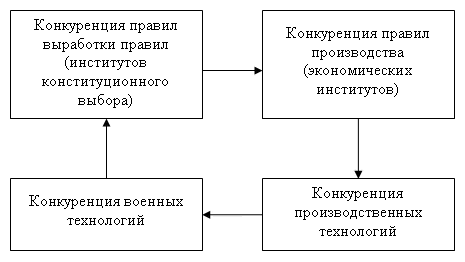 Конкуренция правил
выработки правил
(институтов
конституционного
выбора)
Конкуренция правил
производства
(экономических
институтов)
Конкуренция военных
технологий
Конкуренция
производственных
технологий